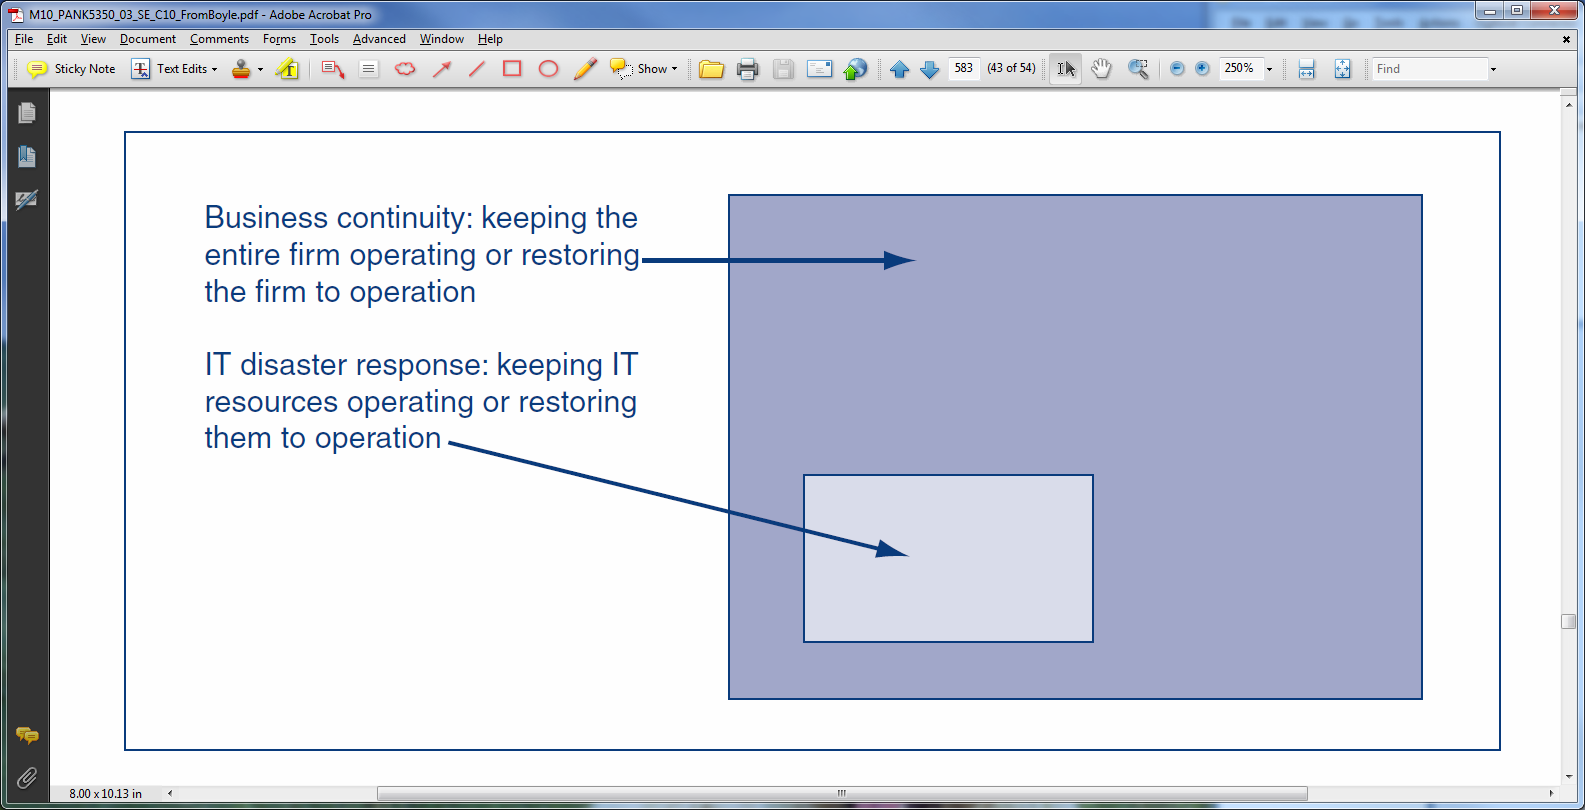 M10_PANK5350_03_SE_C10_FromBoyle.pdf - Adobe Acrobat Pro
File Edit View Document Comments Forms Tools Advanced Window Help
Sticky Note Text Edits Show 583 (43 of 54) 250% Find
Business continuity: keeping the
entire firm operating or restoring
the firm to operation
IT disaster response: keeping IT
resources operating or restoring
them to operation
8.00 x 10.13 in